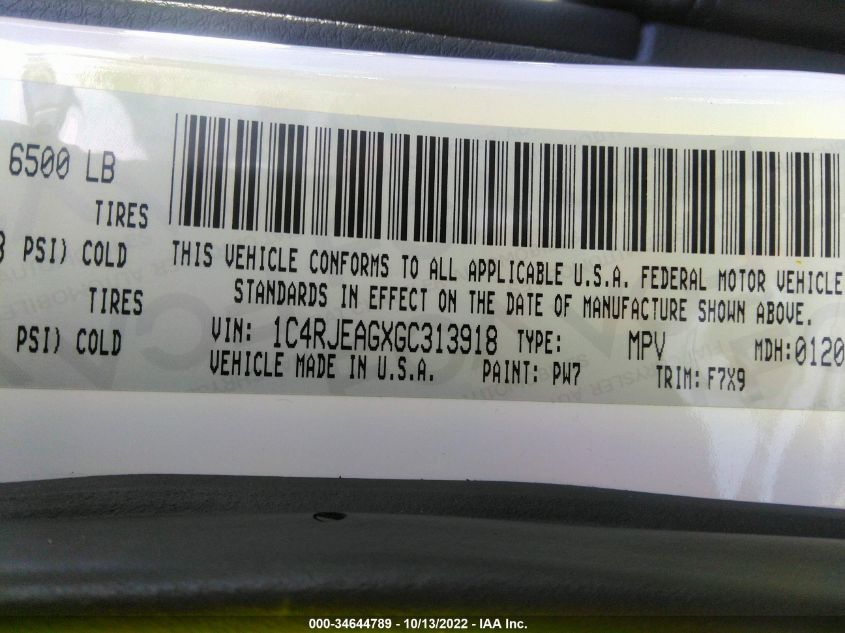 6500 LB
TIRES
PSI) COLD
THIS VEHICLE CONFORMS TO ALL APPLICABLE U.S.A. FEDERAL MOTOR VEHICLE
STANDARDS IN EFFECT ON THE DATE OF MANUFACTURE SHOWN ABOVE.
TIRES
VIN: 1C4RJEAGXGC313918 TYPE: MPV MDH:0120
PSI) COLD
VEHICLE MADE IN U.S.A. PAINT: PW7 TRIM: F7X9
000-34644789 - 10/13/2022 - IAA Inc.